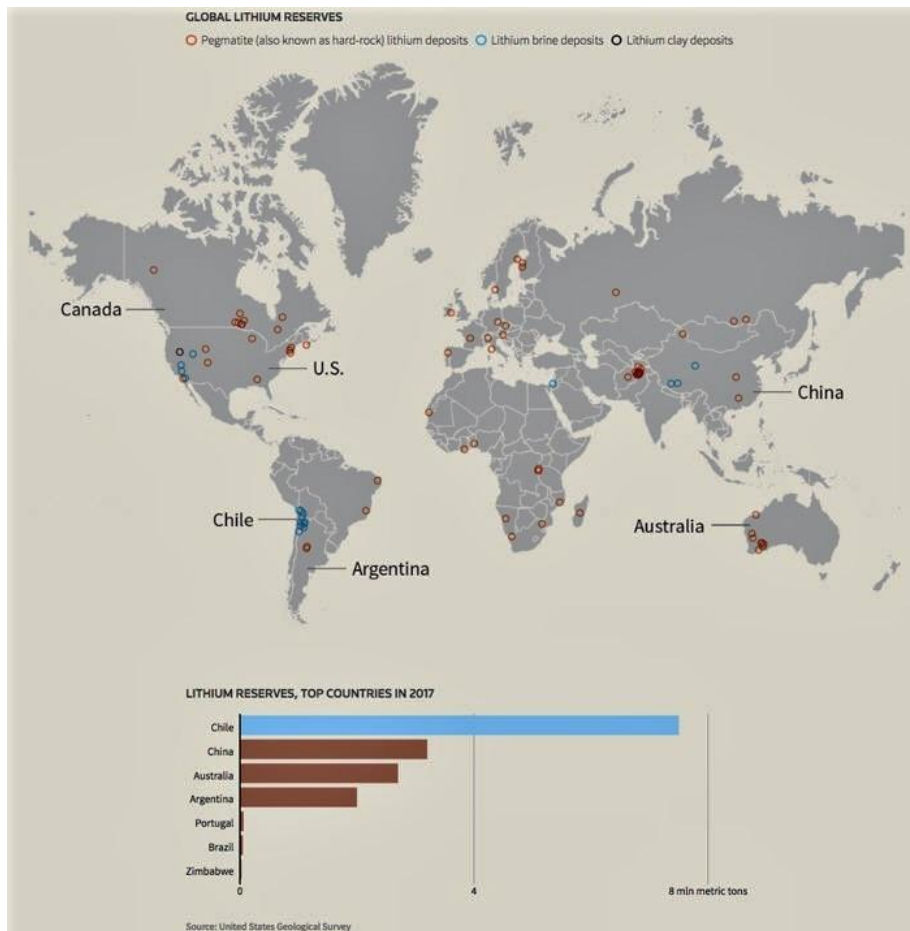 GLOBAL LITHIUM RESERVES
Pegmatite (also known as hard-rock) lithium deposits Lithium brine deposits Lithium clay deposits
Canada
U.S.
China
Chile
Australia
Argentina
LITHIUM RESERVES, TOP COUNTRIES IN 2017
Chile
China
Australia
Argentina
Portugal
Brazil
Zimbabwe
0 4 8 mln metric tons
Source: United States Geological Survey